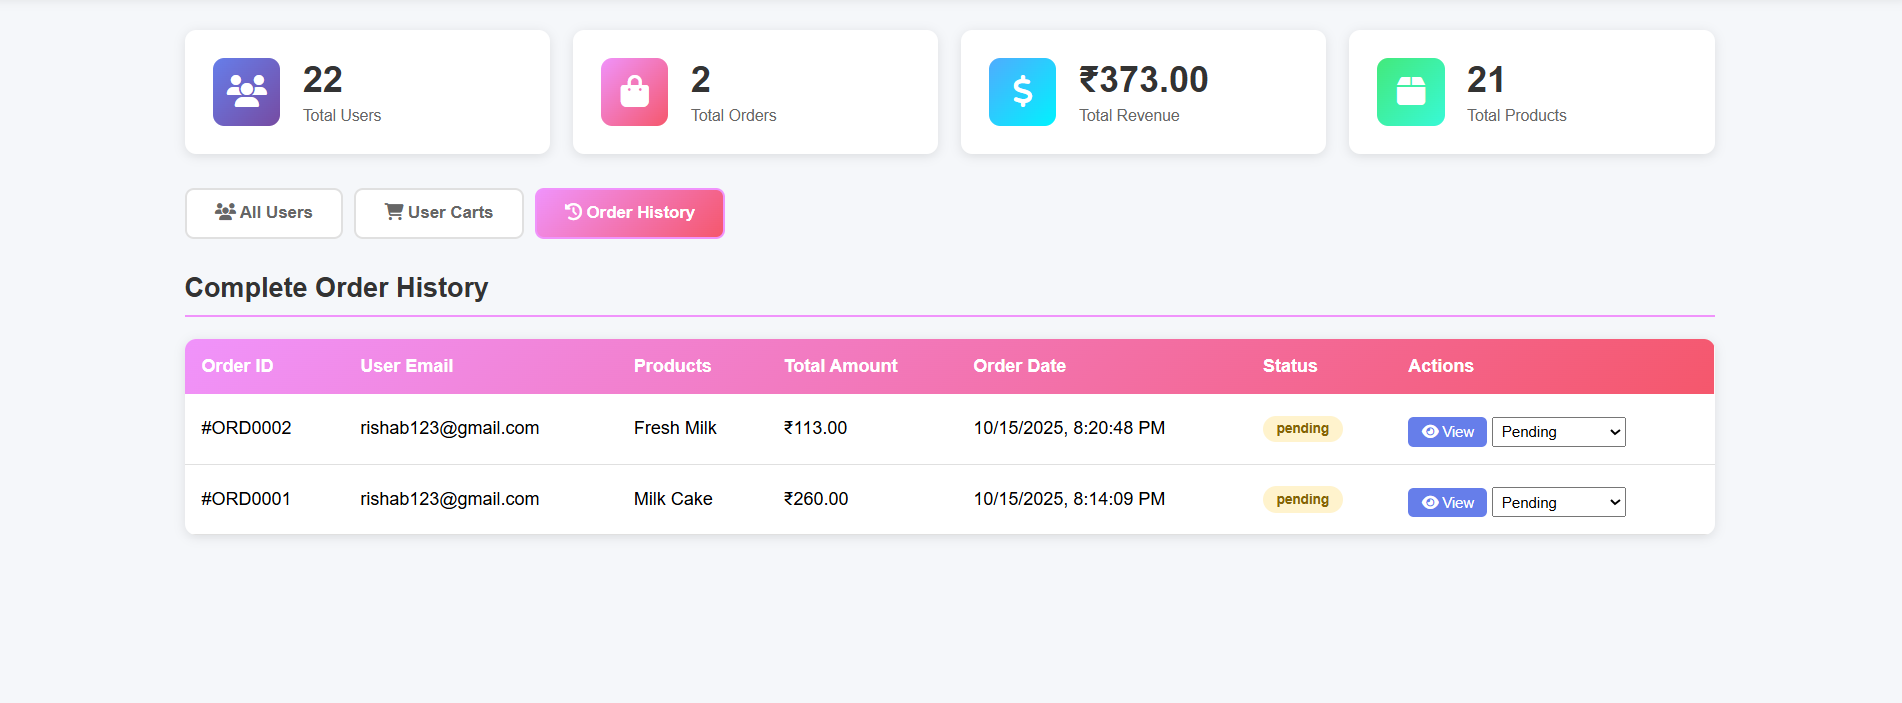 22
Total Users
2
Total Orders
₹373.00
Total Revenue
21
Total Products
All Users
User Carts
Order History
Complete Order History
Order ID User Email Products Total Amount Order Date Status Actions
#ORD0002 rishab123@gmail.com Fresh Milk ₹113.00 10/15/2025, 8:20:48 PM pending View Pending
#ORD0001 rishab123@gmail.com Milk Cake ₹260.00 10/15/2025, 8:14:09 PM pending View Pending